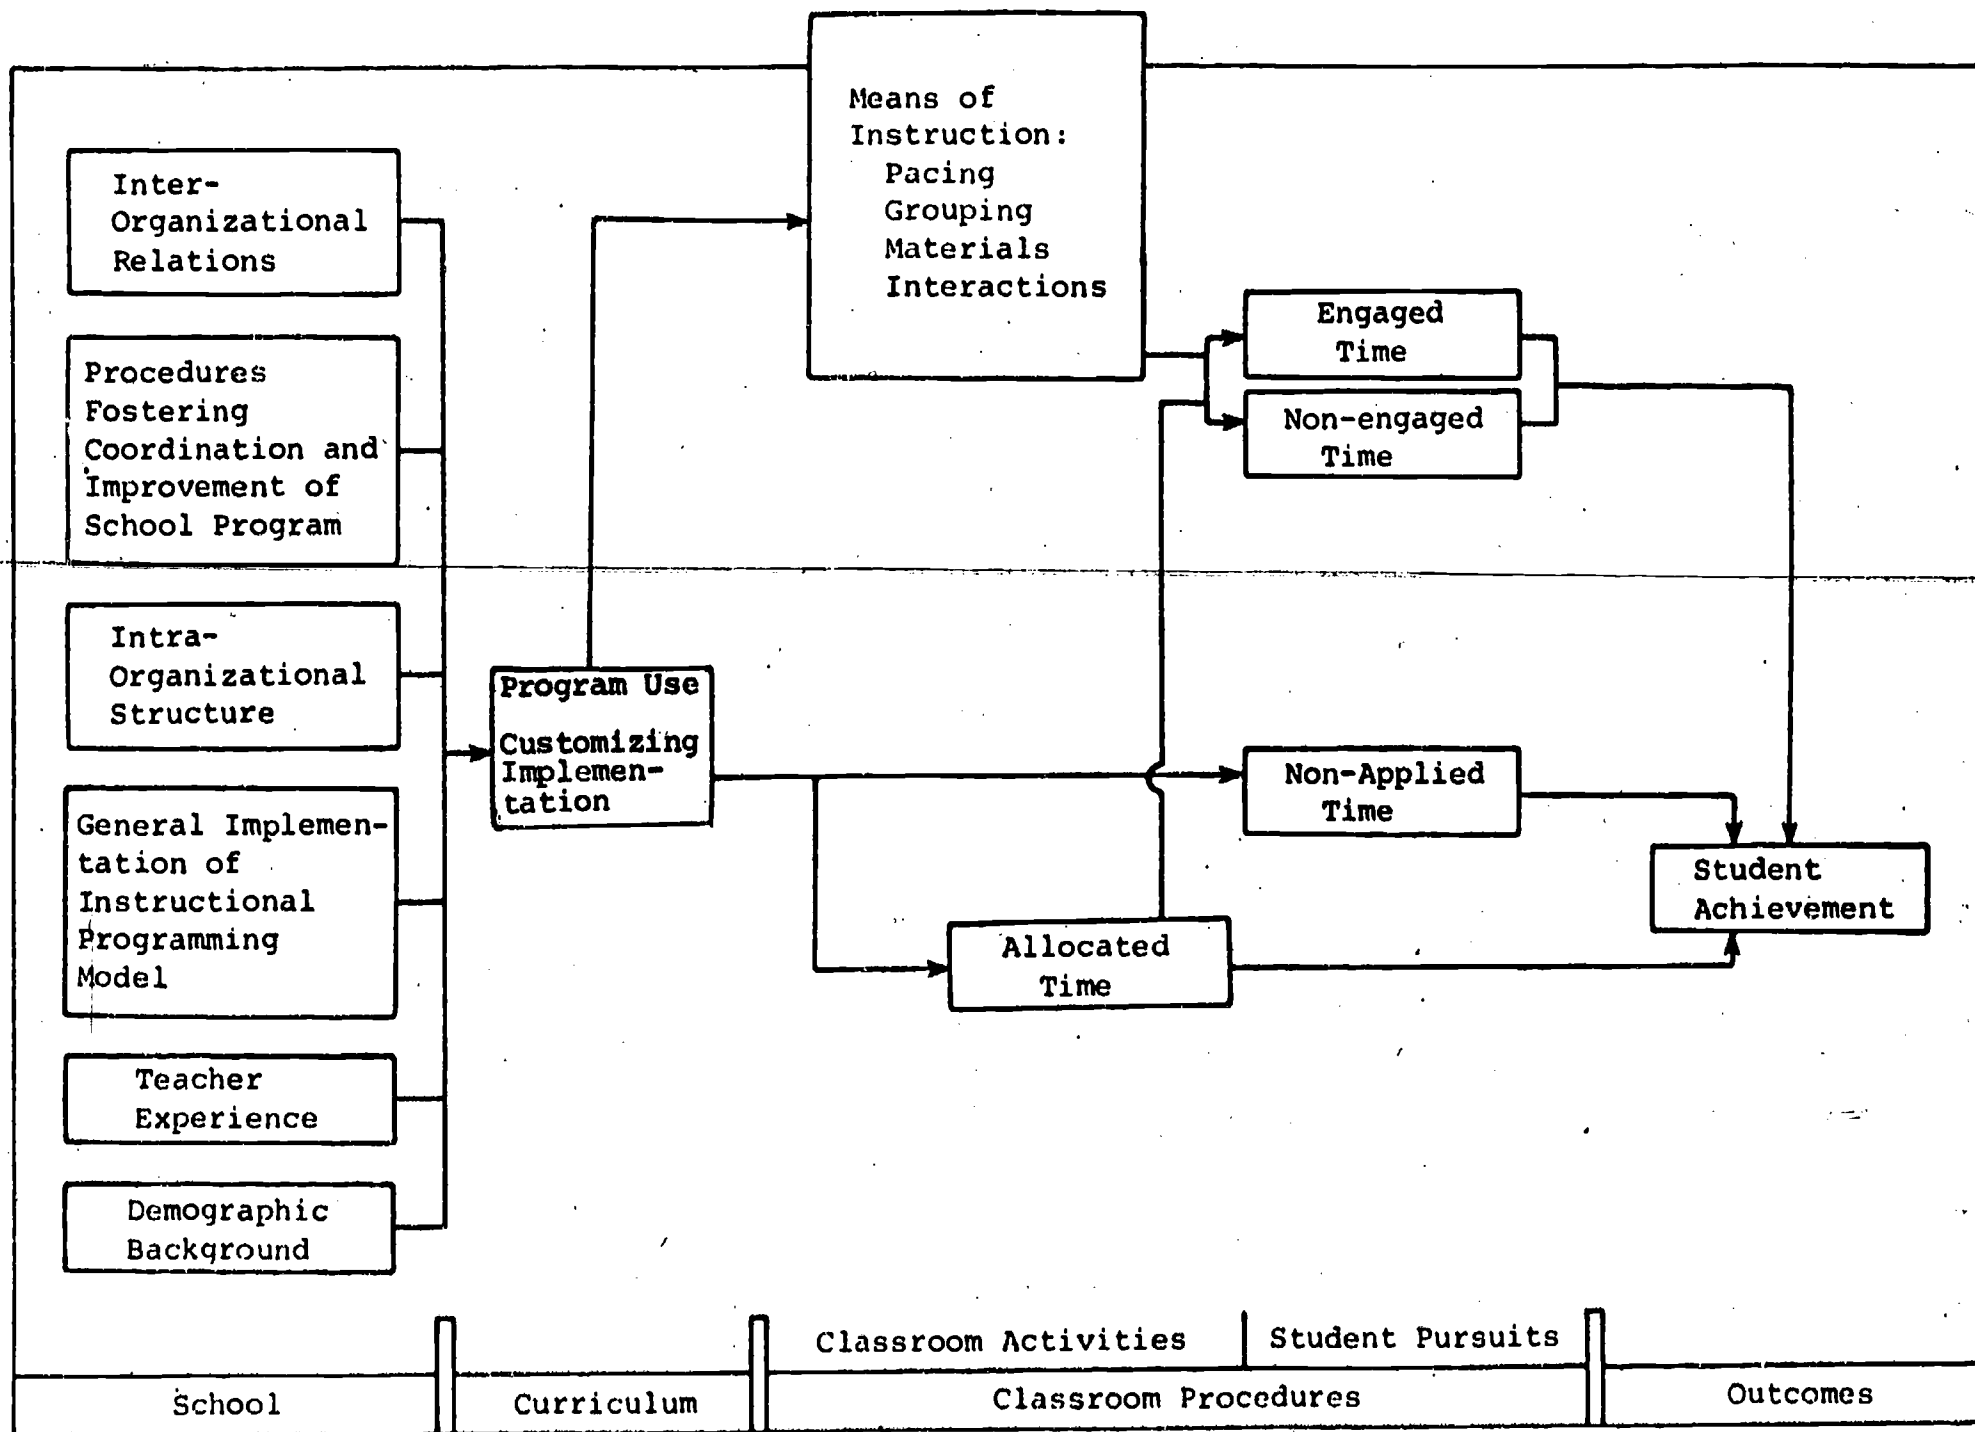 Inter-
Organizational
Relations
Procedures
Fostering
Coordination and
Improvement of
School Program
Intra-
Organizational
Structure
General Implemen-
tation of
Instructional
Programming
Model
Teacher
Experience
Demographic
Background
Program Use
Customizing
Implemen-
tation
Means of
Instruction:
Pacing
Grouping
Materials
Interactions
Engaged
Time
Non-engaged
Time
Non-Applied
Time
Allocated
Time
Student
Achievement
Classroom Activities
Student Pursuits
School
Curriculum
Classroom Procedures
Outcomes